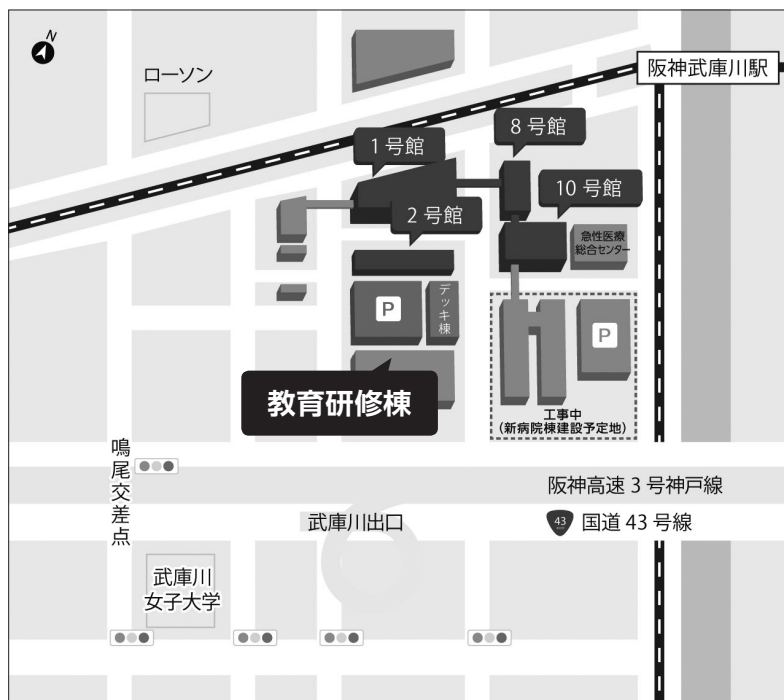 N
ローソン
阪神武庫川駅
8号館
1号館
10号館
2号館
急性医療
総合センター
デッキ棟
P
P
教育研修棟
工事中
(新病院棟建設予定地)
鳴尾交差点
阪神高速3号神戸線
武庫川出口
43
国道43号線
武庫川
女子大学